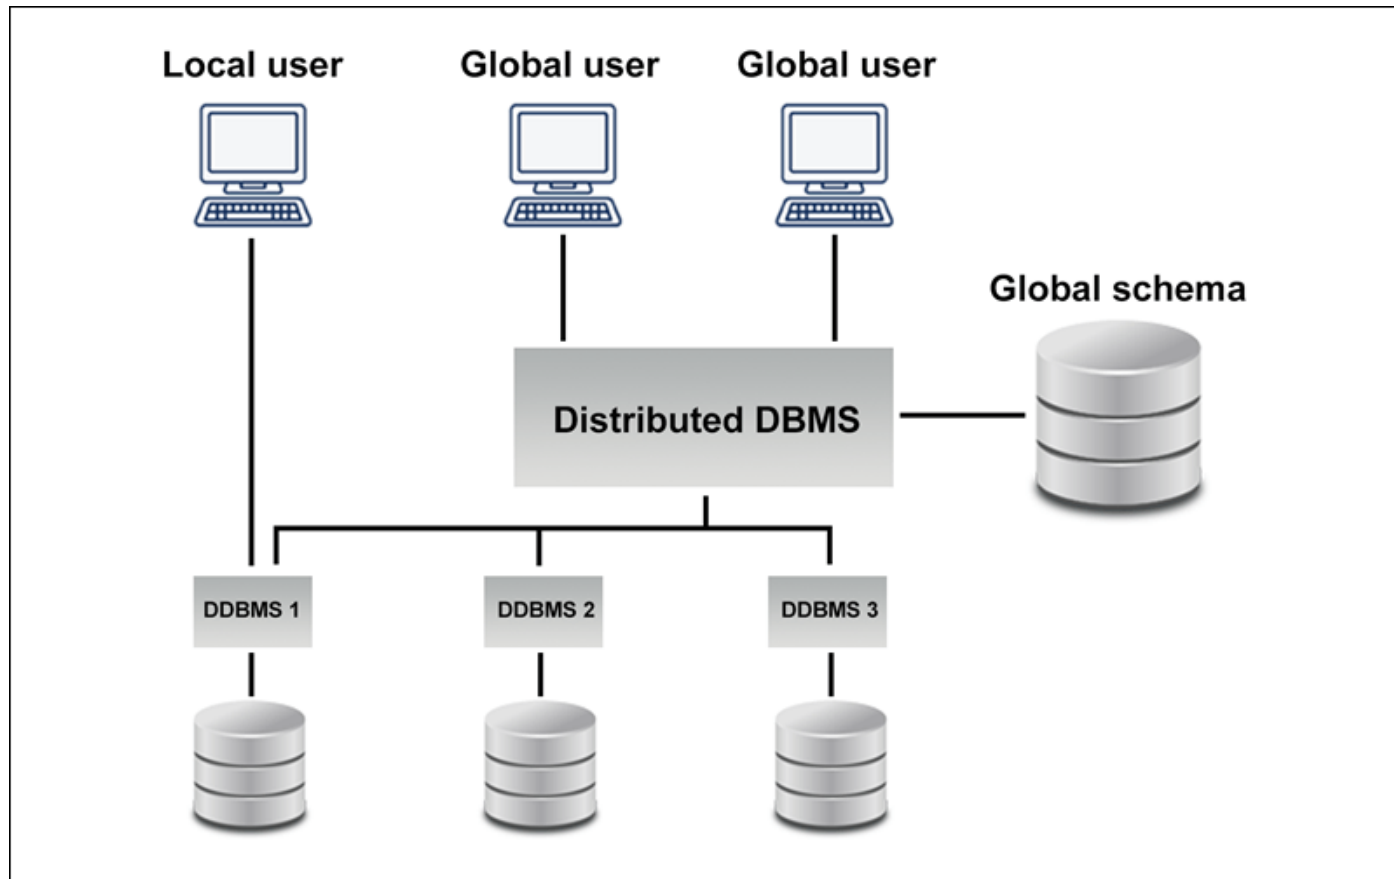 Local user
Global user
Global user
Global schema
Distributed DBMS
DDBMS 1
DDBMS 2
DDBMS 3